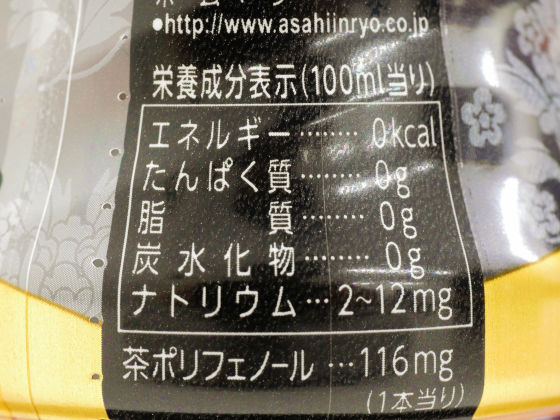 ●http://www.asahiinryo.co.jp
栄養成分表示(100ml当り)
エネルギー……… 0kcal
たんぱく質……… 0g
脂質……… 0g
炭水化物……… 0g
ナトリウム…2~12mg
茶ポリフェノール…116mg
(1本当り)